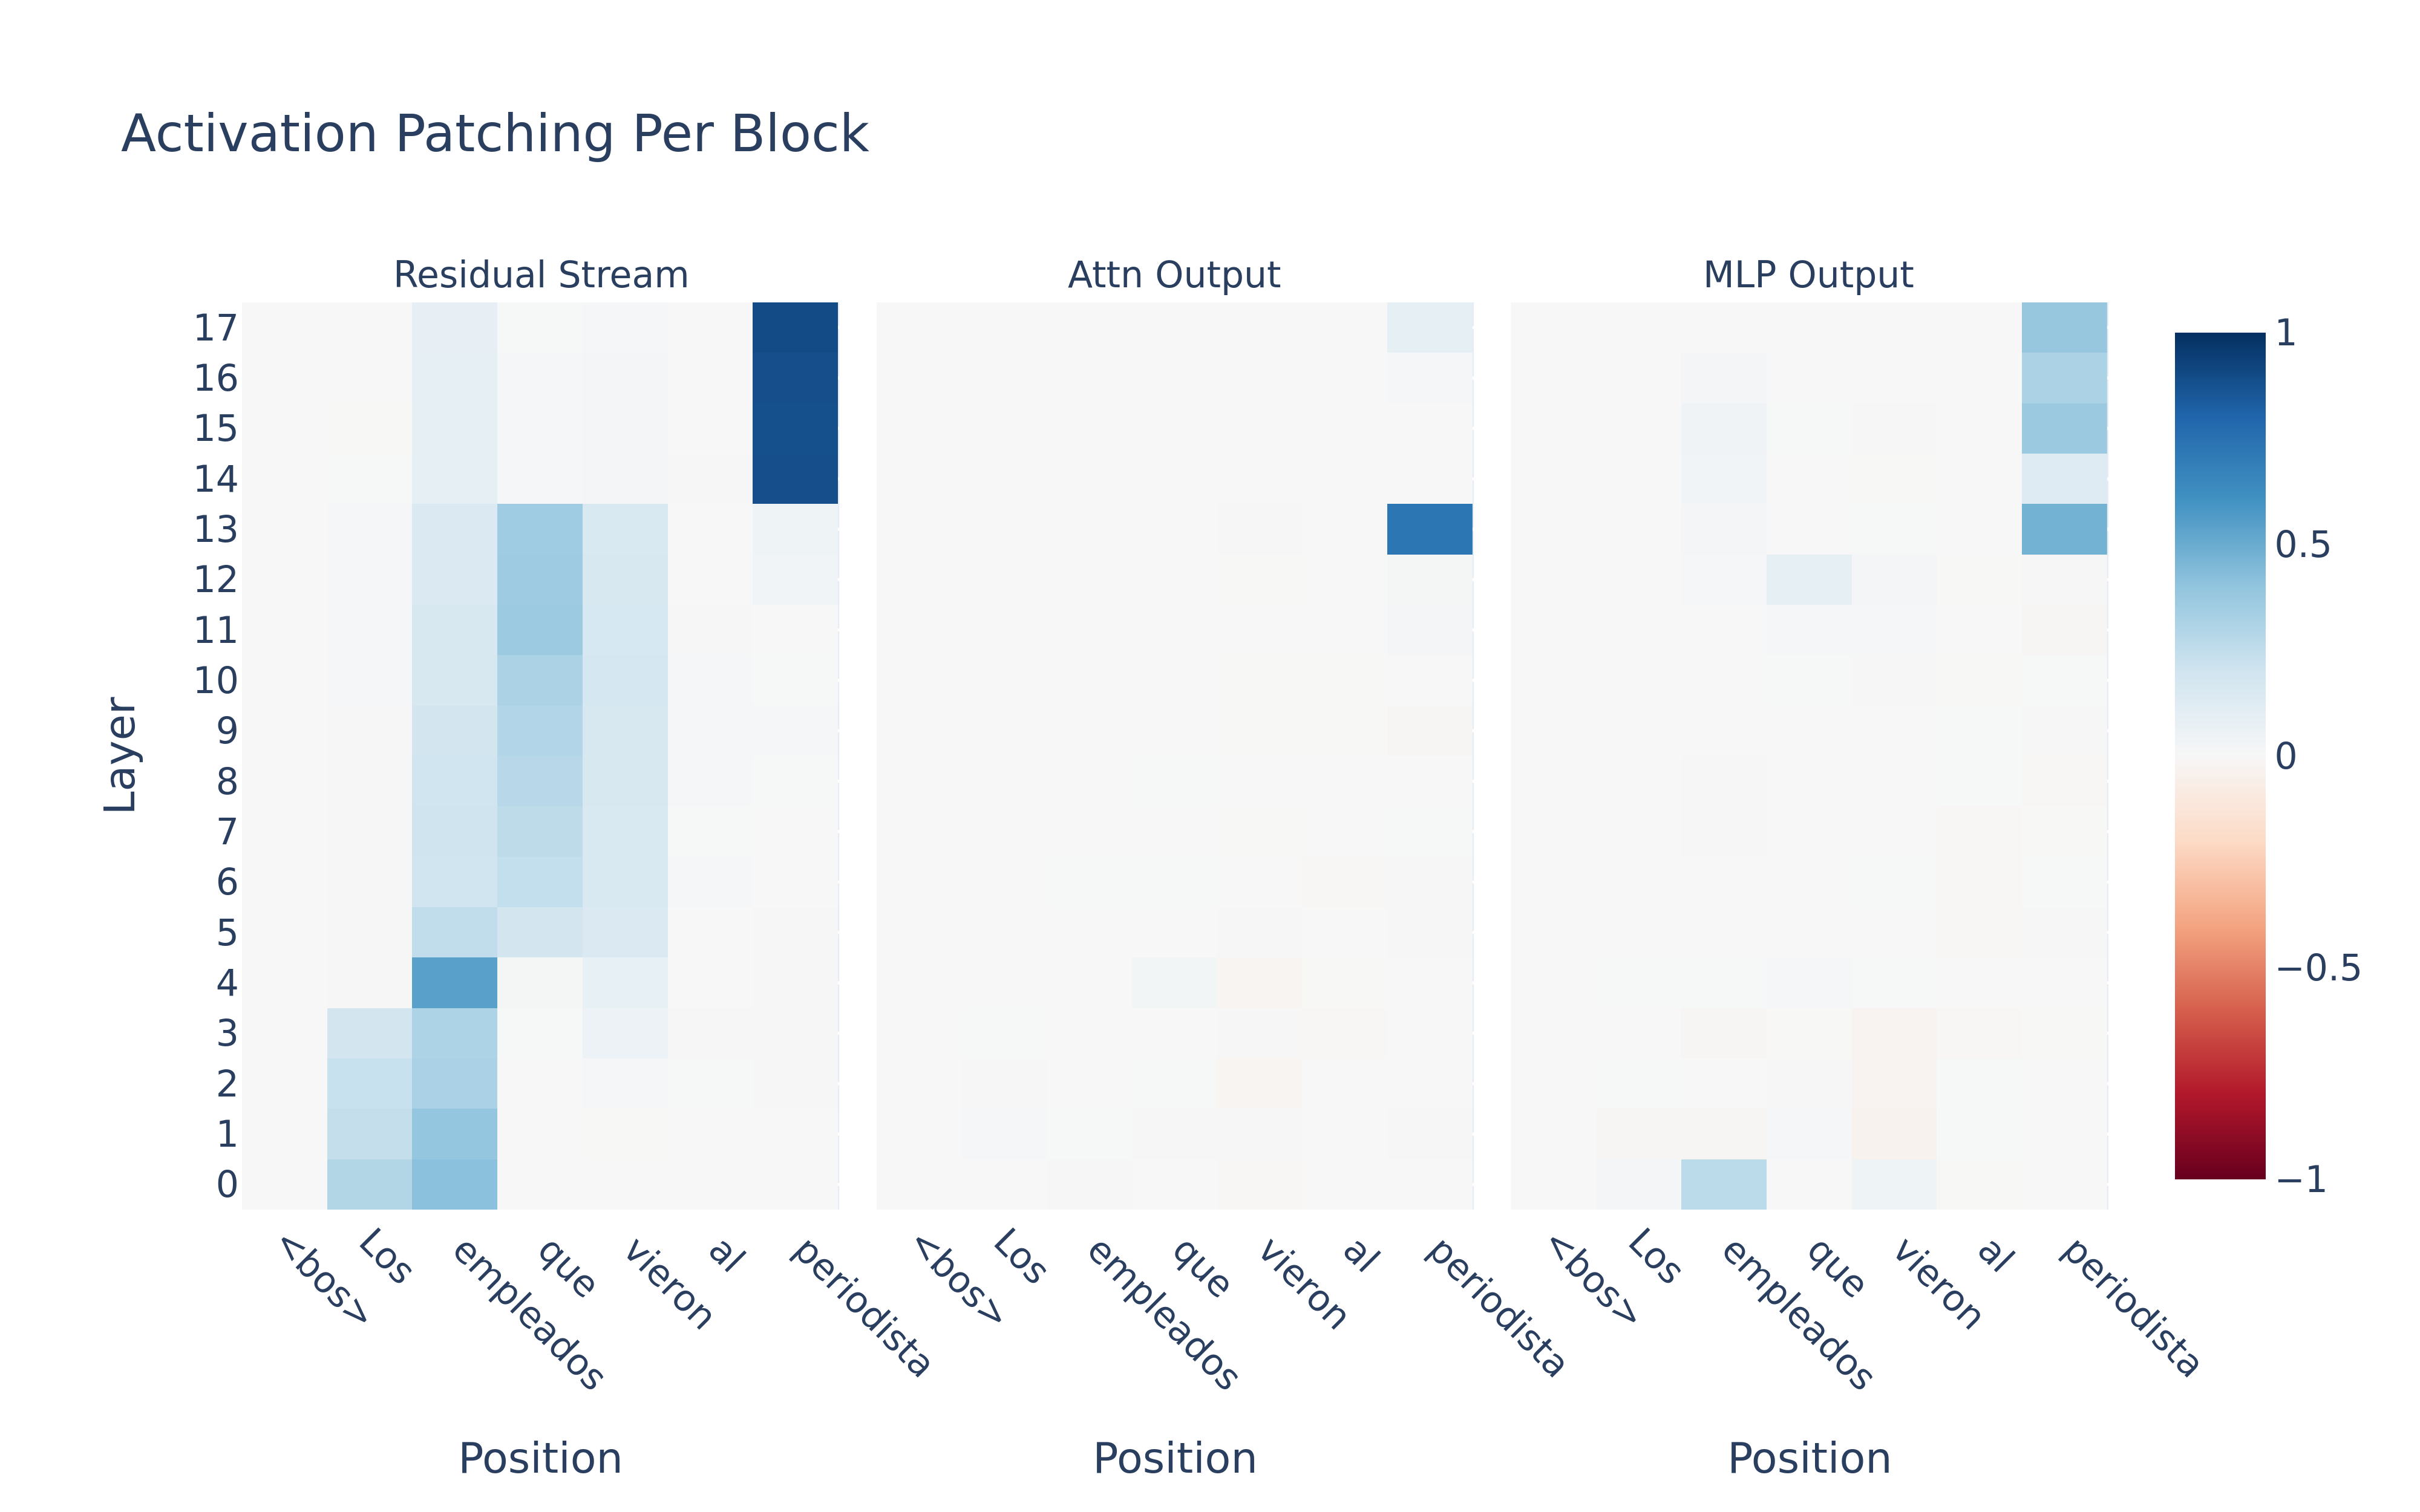 Activation Patching Per Block
Residual Stream
Attn Output
MLP Output
Layer
17
16
15
14
13
12
11
10
9
8
7
6
5
4
3
2
1
0
<bos>
Los
empleados
que
vieron
al
periodista
<bos>
Los
empleados
que
vieron
al
periodista
<bos>
Los
empleados
que
vieron
al
periodista
Position
Position
Position
1
0.5
0
−0.5
−1